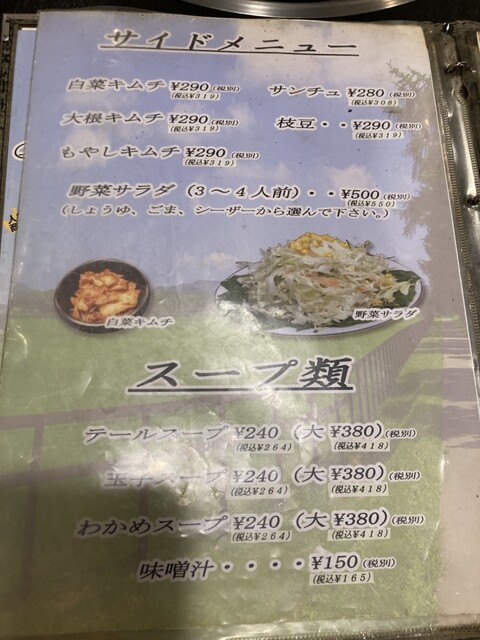 サイドメニュー
白菜キムチ ¥290(税別) サンチュ ¥280(税別)
(税込¥319) (税込¥308)
大根キムチ ¥290(税別) 枝豆・・¥290(税別)
(税込¥319) (税込¥319)
もやしキムチ ¥290(税別)
(税込¥319)
野菜サラダ (3～4人前)・・¥500(税別)
(税込¥550)
(しょうゆ、ごま、シーザーから選んで下さい。)
白菜キムチ
野菜サラダ
スープ類
テールスープ ¥240 (大¥380)(税別)
(税込¥264) (税込¥418)
玉子スープ ¥240 (大¥380)(税別)
(税込¥264) (税込¥418)
わかめスープ ¥240 (大¥380)(税別)
(税込¥264) (税込¥418)
味噌汁・・・・¥150(税別)
(税込¥165)